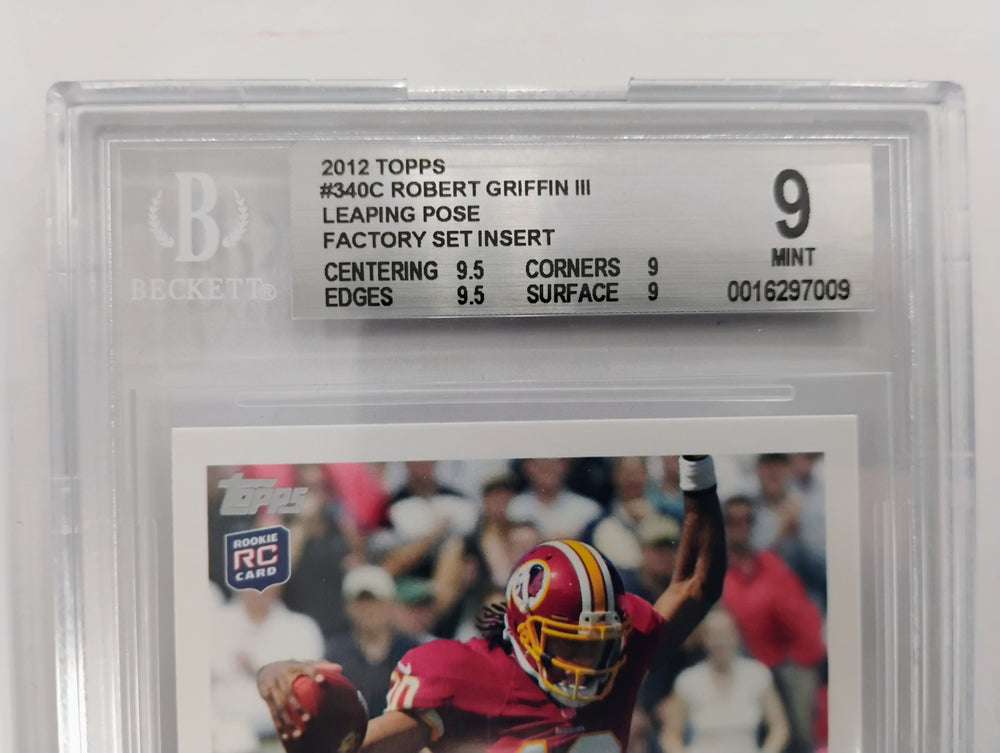 2012 TOPPS
#340C ROBERT GRIFFIN III
LEAPING POSE
FACTORY SET INSERT
CENTERING 9.5 CORNERS 9
EDGES 9.5 SURFACE 9
9
MINT
0016297009
B
BECKETT®
Topps
ROOKIE
RC
CARD
10